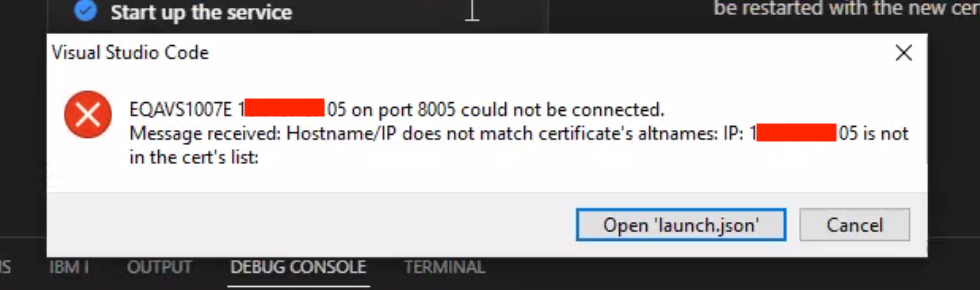 Start up the service
be restarted with the new cer
Visual Studio Code
EQAVS1007E 1 05 on port 8005 could not be connected.
Message received: Hostname/IP does not match certificate's altnames: IP: 1 05 is not
in the cert's list:
Open 'launch.json'
Cancel
IS
IBM I
OUTPUT
DEBUG CONSOLE
TERMINAL